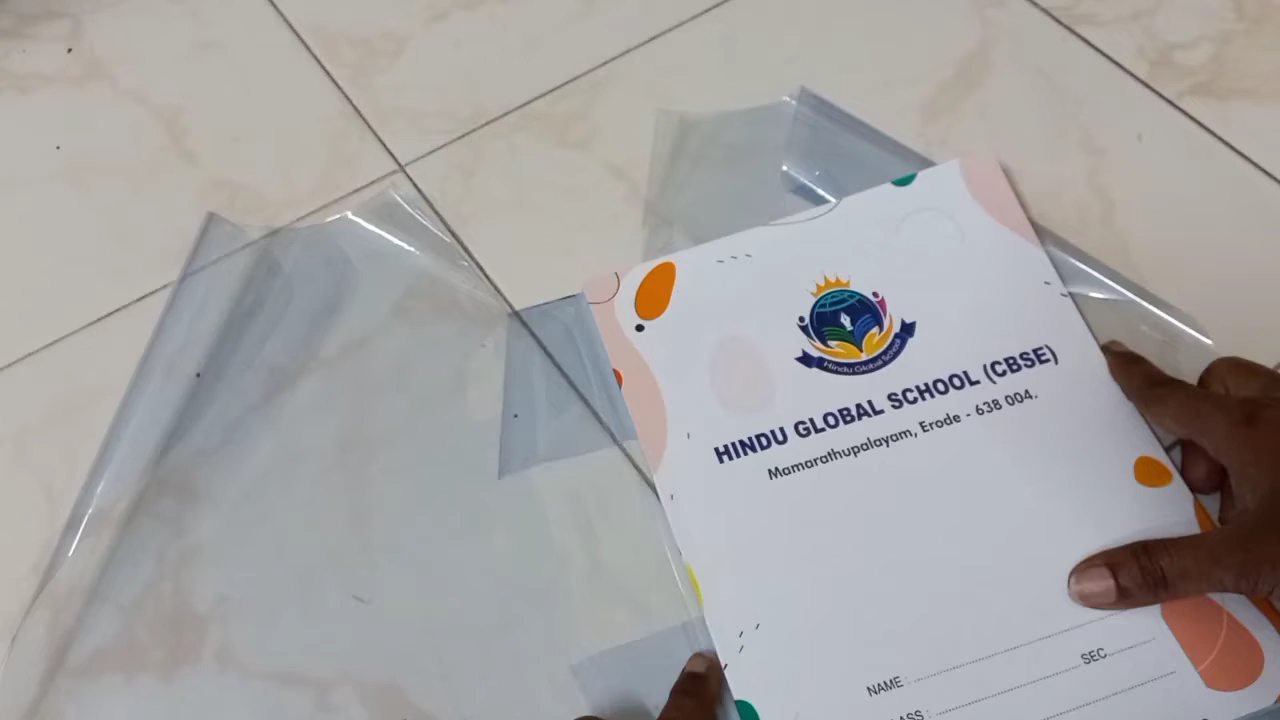 Hindu Global School
HINDU GLOBAL SCHOOL (CBSE)
Mamarathupalayam, Erode - 638 004.
NAME :
SEC